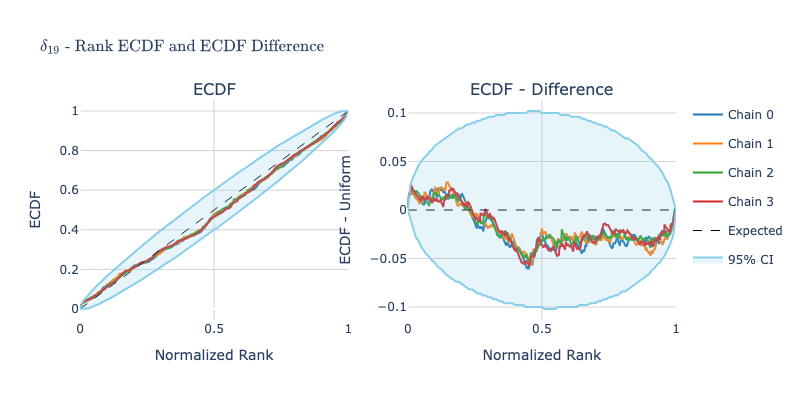 δ₁₉ - Rank ECDF and ECDF Difference
ECDF
ECDF
1
0.8
0.6
0.4
0.2
0
0
0.5
1
Normalized Rank
ECDF - Difference
ECDF - Uniform
0.1
0.05
0
−0.05
−0.1
0
0.5
1
Normalized Rank
Chain 0
Chain 1
Chain 2
Chain 3
Expected
95% CI